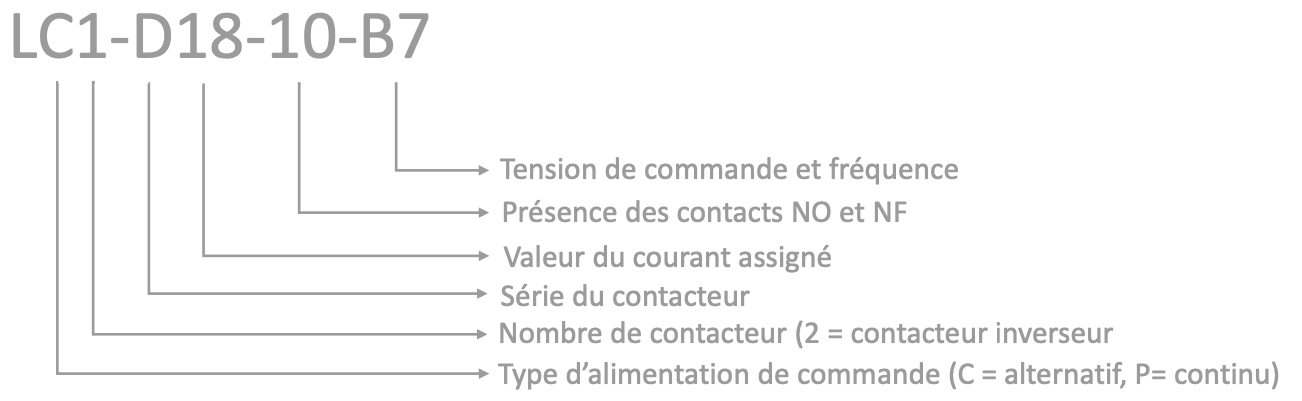 LC1-D18-10-B7
Tension de commande et fréquence
Présence des contacts NO et NF
Valeur du courant assigné
Série du contacteur
Nombre de contacteur (2 = contacteur inverseur
Type d’alimentation de commande (C = alternatif, P= continu)